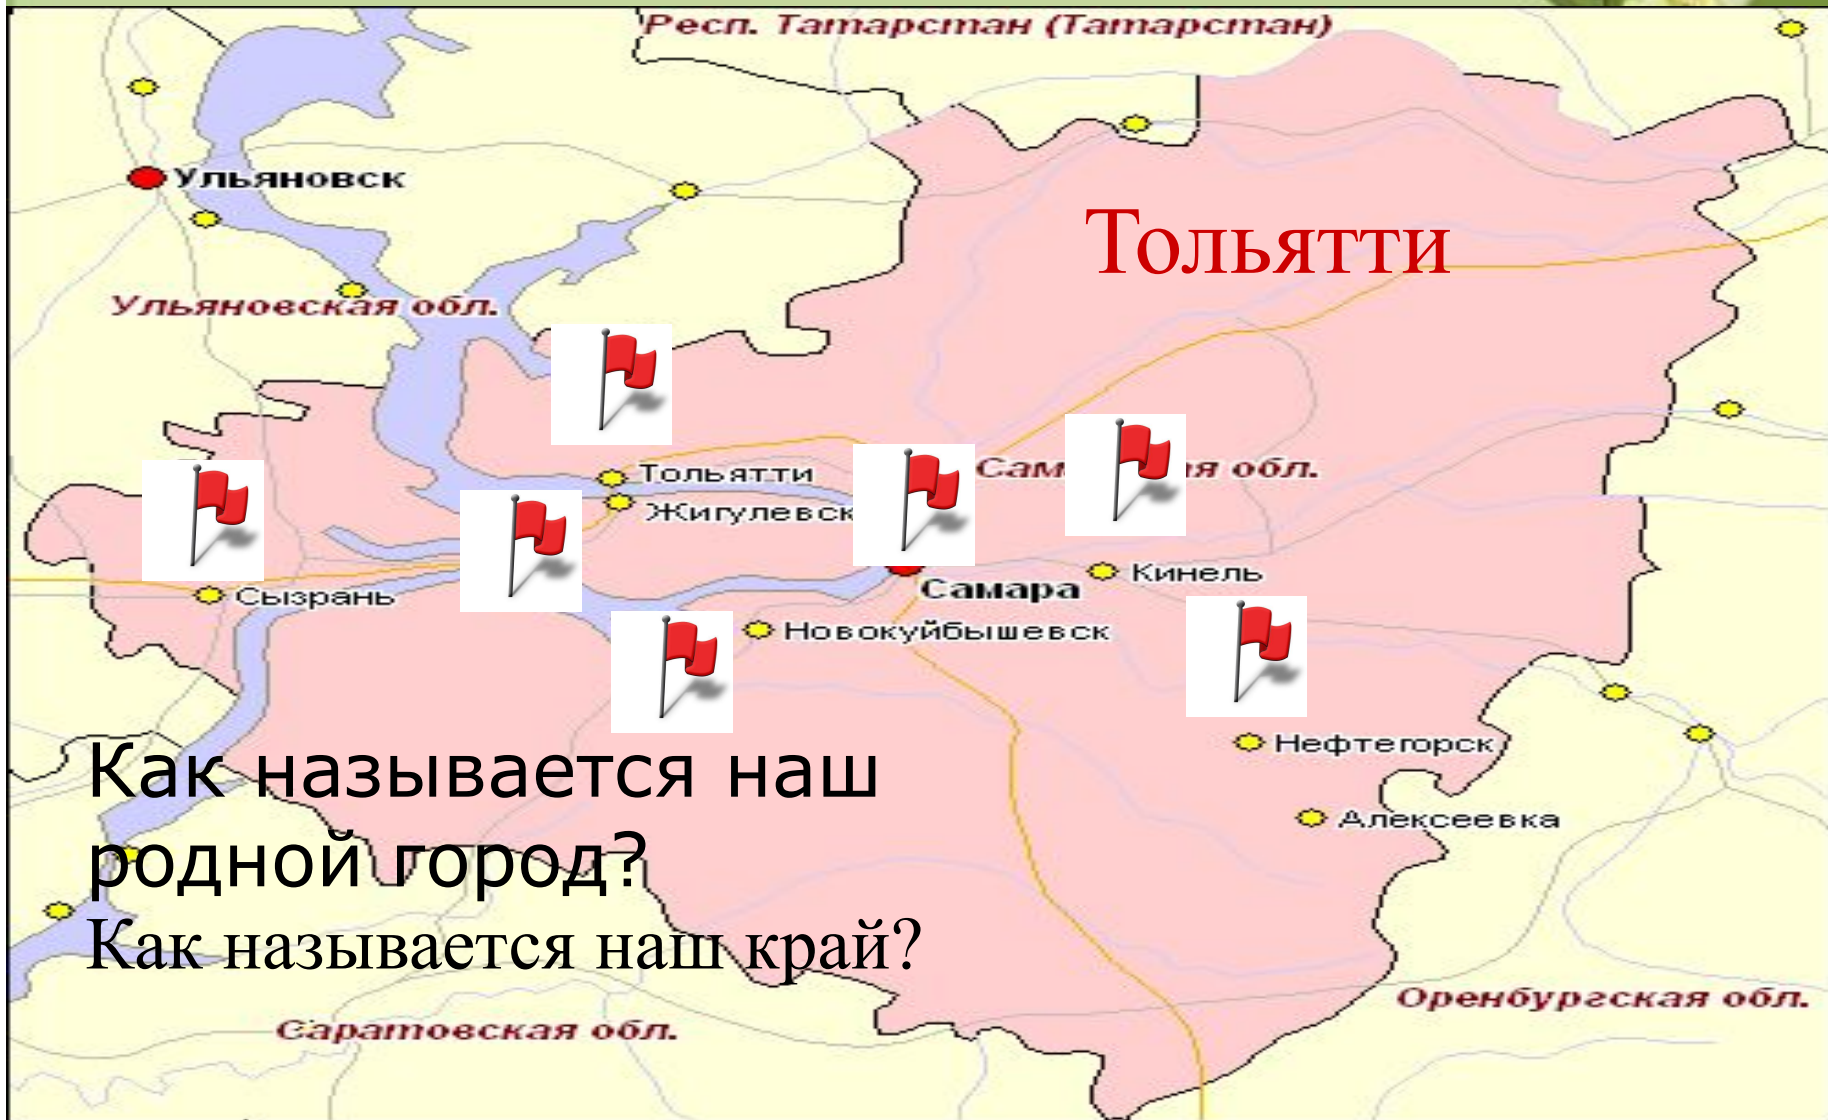 Респ. Татарстан (Татарстан)
Ульяновск
Тольятти
Ульяновская обл.
Тольятти
Сам я обл.
Жигулевск
Кинель
Самара
Сызрань
Новокуйбышевск
Нефтегорск
Как называется наш
родной город?
Алексеевка
Как называется наш край?
Оренбургская обл.
Саратовская обл.